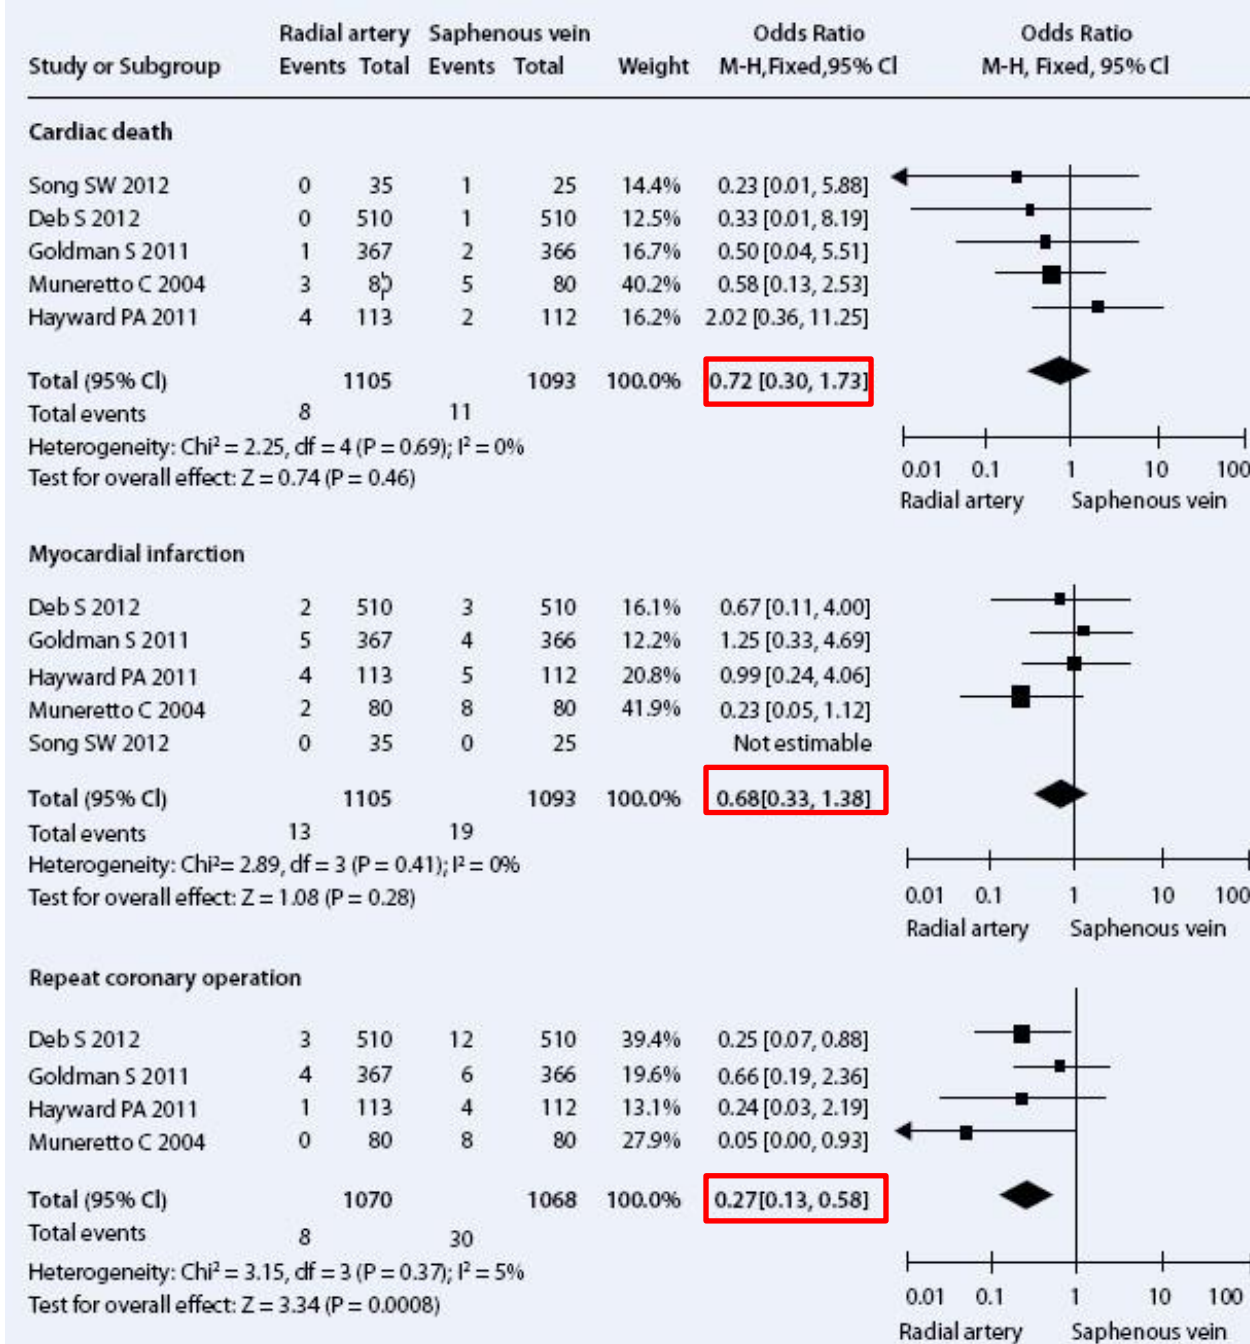 Radial artery Saphenous vein Odds Ratio Odds Ratio
Study or Subgroup Events Total Events Total Weight M-H,Fixed,95% Cl M-H, Fixed, 95% Cl
Cardiac death
Song SW 2012 0 35 1 25 14.4% 0.23 [0.01, 5.88]
Deb S 2012 0 510 1 510 12.5% 0.33 [0.01, 8.19]
Goldman S 2011 1 367 2 366 16.7% 0.50 [0.04, 5.51]
Muneretto C 2004 3 80 5 80 40.2% 0.58 [0.13, 2.53]
Hayward PA 2011 4 113 2 112 16.2% 2.02 [0.36, 11.25]
Total (95% Cl) 1105 1093 100.0% 0.72 [0.30, 1.73]
Total events 8 11
Heterogeneity: Chi² = 2.25, df = 4 (P = 0.69); I² = 0%
0.01 0.1 1 10 100
Test for overall effect: Z = 0.74 (P = 0.46)
Radial artery Saphenous vein
Myocardial infarction
Deb S 2012 2 510 3 510 16.1% 0.67 [0.11, 4.00]
Goldman S 2011 5 367 4 366 12.2% 1.25 [0.33, 4.69]
Hayward PA 2011 4 113 5 112 20.8% 0.99 [0.24, 4.06]
Muneretto C 2004 2 80 8 80 41.9% 0.23 [0.05, 1.12]
Song SW 2012 0 35 0 25 Not estimable
Total (95% Cl) 1105 1093 100.0% 0.68[0.33, 1.38]
Total events 13 19
Heterogeneity: Chi²= 2.89, df = 3 (P = 0.41); I² = 0%
Test for overall effect: Z = 1.08 (P = 0.28) 0.01 0.1 1 10 100
Radial artery Saphenous vein
Repeat coronary operation
Deb S 2012 3 510 12 510 39.4% 0.25 [0.07, 0.88]
Goldman S 2011 4 367 6 366 19.6% 0.66 [0.19, 2.36]
Hayward PA 2011 1 113 4 112 13.1% 0.24 [0.03, 2.19]
Muneretto C 2004 0 80 8 80 27.9% 0.05 [0.00, 0.93]
Total (95% Cl) 1070 1068 100.0% 0.27[0.13, 0.58]
Total events 8 30
Heterogeneity: Chi² = 3.15, df = 3 (P = 0.37); I² = 5%
Test for overall effect: Z = 3.34 (P = 0.0008) 0.01 0.1 1 10 100
Radial artery Saphenous vein